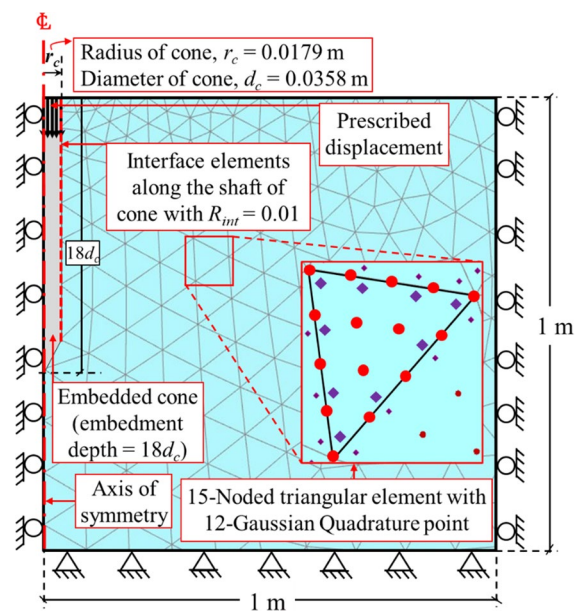 ℄
r_c
Radius of cone, r_c = 0.0179 m
Diameter of cone, d_c = 0.0358 m
Prescribed
displacement
Interface elements
along the shaft of
cone with R_int = 0.01
18d_c
1 m
Embedded cone
(embedment
depth = 18d_c)
Axis of
symmetry
15-Noded triangular element with
12-Gaussian Quadrature point
1 m